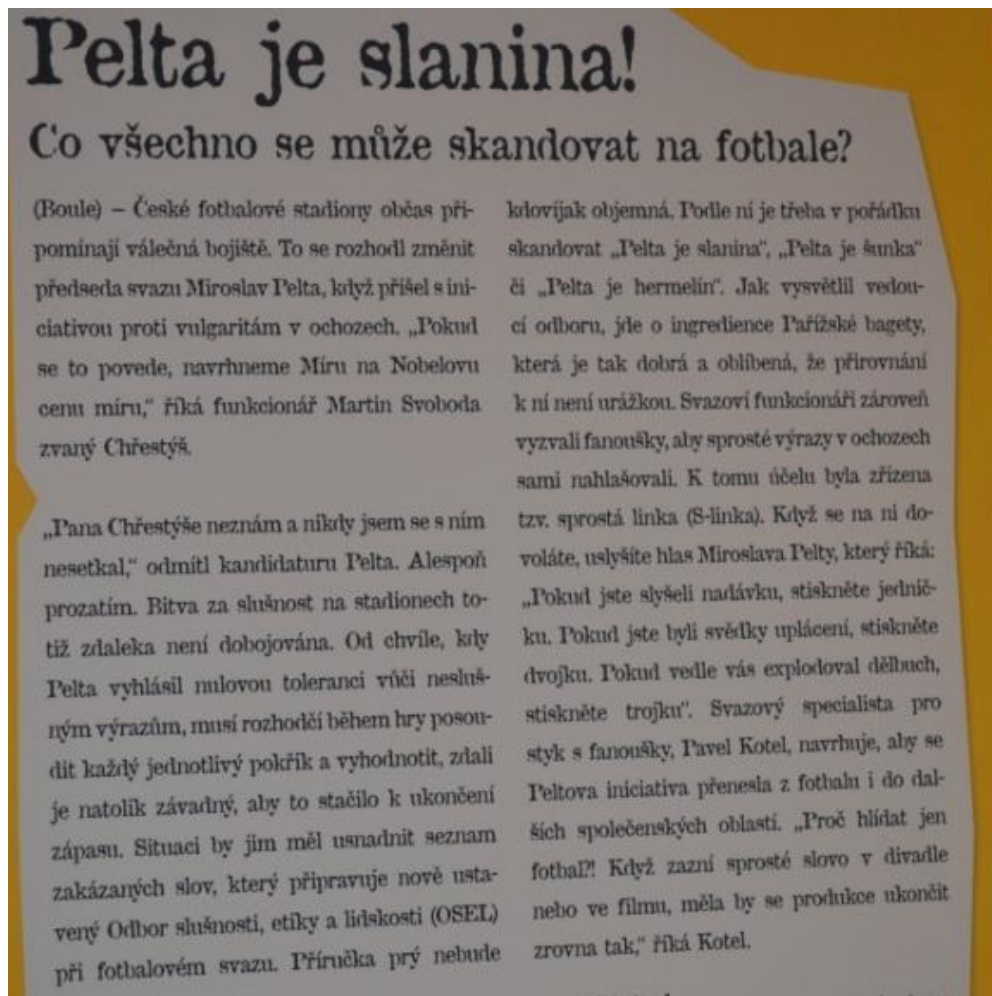 Pelta je slanina!
Co všechno se může skandovat na fotbale?
(Boule) – České fotbalové stadiony občas při-
pomínají válečná bojiště. To se rozhodl změnit
předseda svazu Miroslav Pelta, když přišel s ini-
ciativou proti vulgaritám v ochozech. „Pokud
se to povede, navrhneme Míru na Nobelovu
cenu míru,“ říká funkcionář Martin Svoboda
zvaný Chřestýš.
„Pana Chřestýše neznám a nikdy jsem se s ním
nesetkal,“ odmítl kandidaturu Pelta. Alespoň
prozatím. Bitva za slušnost na stadionech to-
tiž zdaleka není dobojována. Od chvíle, kdy
Pelta vyhlásil nulovou toleranci vůči nesluš-
ným výrazům, musí rozhodčí během hry posou-
dit každý jednotlivý pokřik a vyhodnotit, zdali
je natolik závadný, aby to stačilo k ukončení
zápasu. Situaci by jim měl usnadnit seznam
zakázaných slov, který připravuje nově usta-
vený Odbor slušnosti, etiky a lidskosti (OSEL)
při fotbalovém svazu. Příručka prý nebude
kdovíjak objemná. Podle ní je třeba v pořádku
skandovat „Pelta je slanina“, „Pelta je šunka“
či „Pelta je hermelín“. Jak vysvětlil vedou-
cí odboru, jde o ingredience Pařížské bagety,
která je tak dobrá a oblíbená, že přirovnání
k ní není urážkou. Svazoví funkcionáři zároveň
vyzvali fanoušky, aby sprosté výrazy v ochozech
sami nahlašovali. K tomu účelu byla zřízena
tzv. sprostá linka (S-linka). Když se na ni do-
voláte, uslyšíte hlas Miroslava Pelty, který říká:
„Pokud jste slyšeli nadávku, stiskněte jednič-
ku. Pokud jste byli svědky uplácení, stiskněte
dvojku. Pokud vedle vás explodoval dělbuch,
stiskněte trojku“. Svazový specialista pro
styk s fanoušky, Pavel Kotel, navrhuje, aby se
Peltova iniciativa přenesla z fotbalu i do dal-
ších společenských oblastí. „Proč hlídat jen
fotbal?! Když zazní sprosté slovo v divadle
nebo ve filmu, měla by se produkce ukončit
zrovna tak,“ říká Kotel.